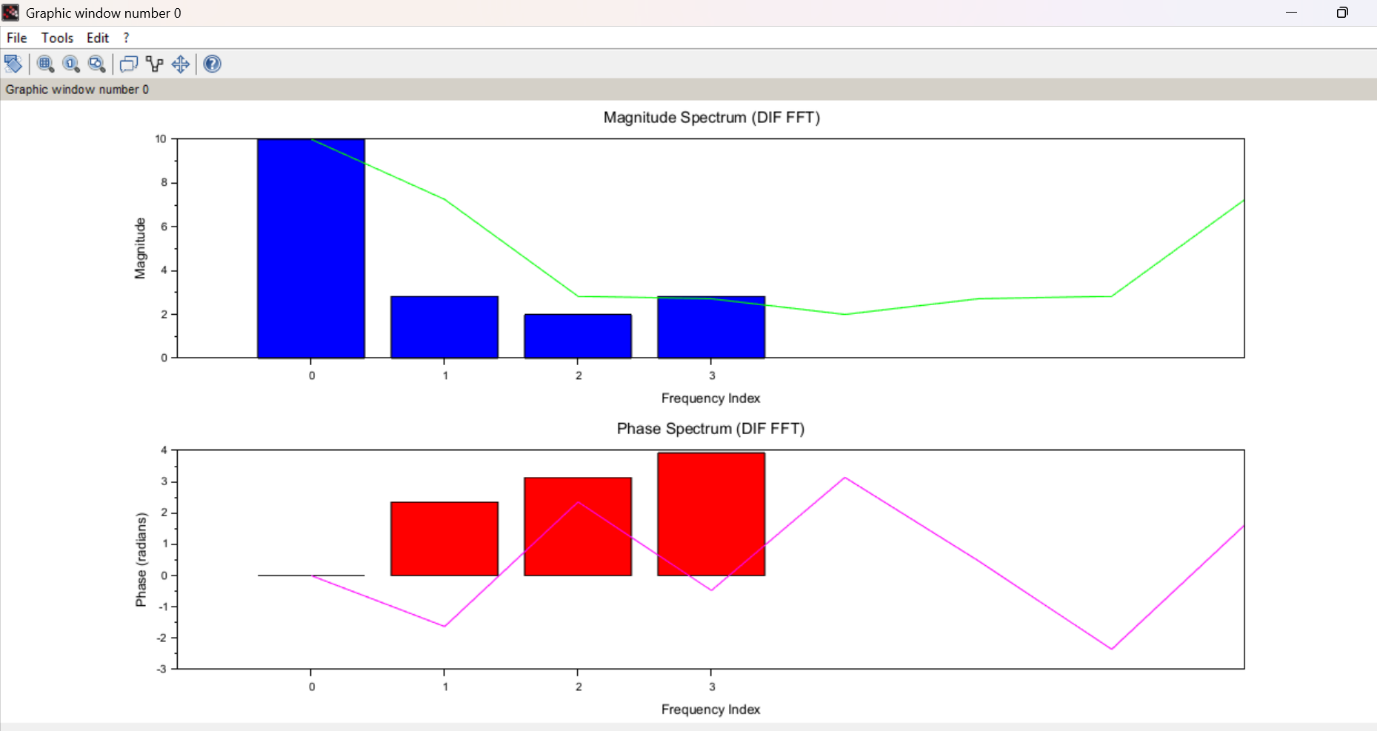 Graphic window number 0
File Tools Edit ?
Graphic window number 0
Magnitude Spectrum (DIF FFT)
10
8
6
4
2
0
Magnitude
0 1 2 3
Frequency Index
Phase Spectrum (DIF FFT)
4
3
2
1
0
-1
-2
-3
Phase (radians)
0 1 2 3
Frequency Index